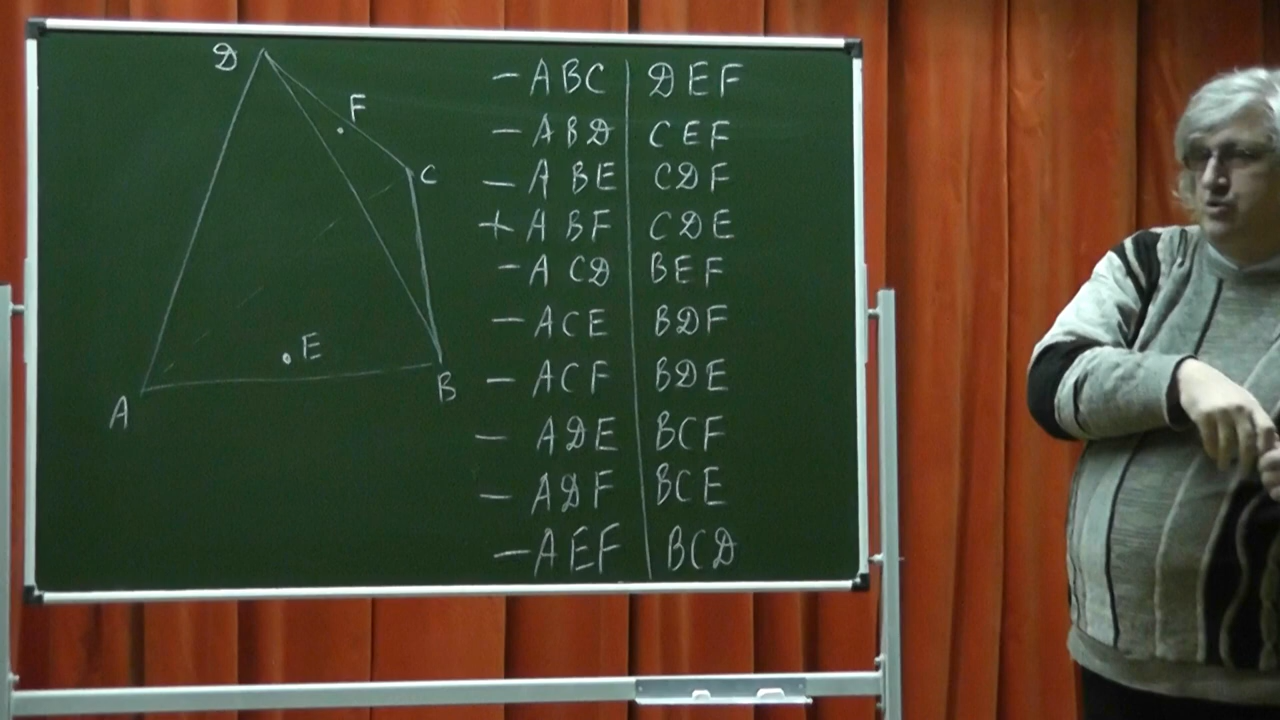 D
F
C
E
A
B
- ABC | DEF
- ABD | CEF
- ABE | CDF
+ ABF | CDE
- ACD | BEF
- ACE | BDF
- ACF | BDE
- ADE | BCF
- ADF | BCE
- AEF | BCD